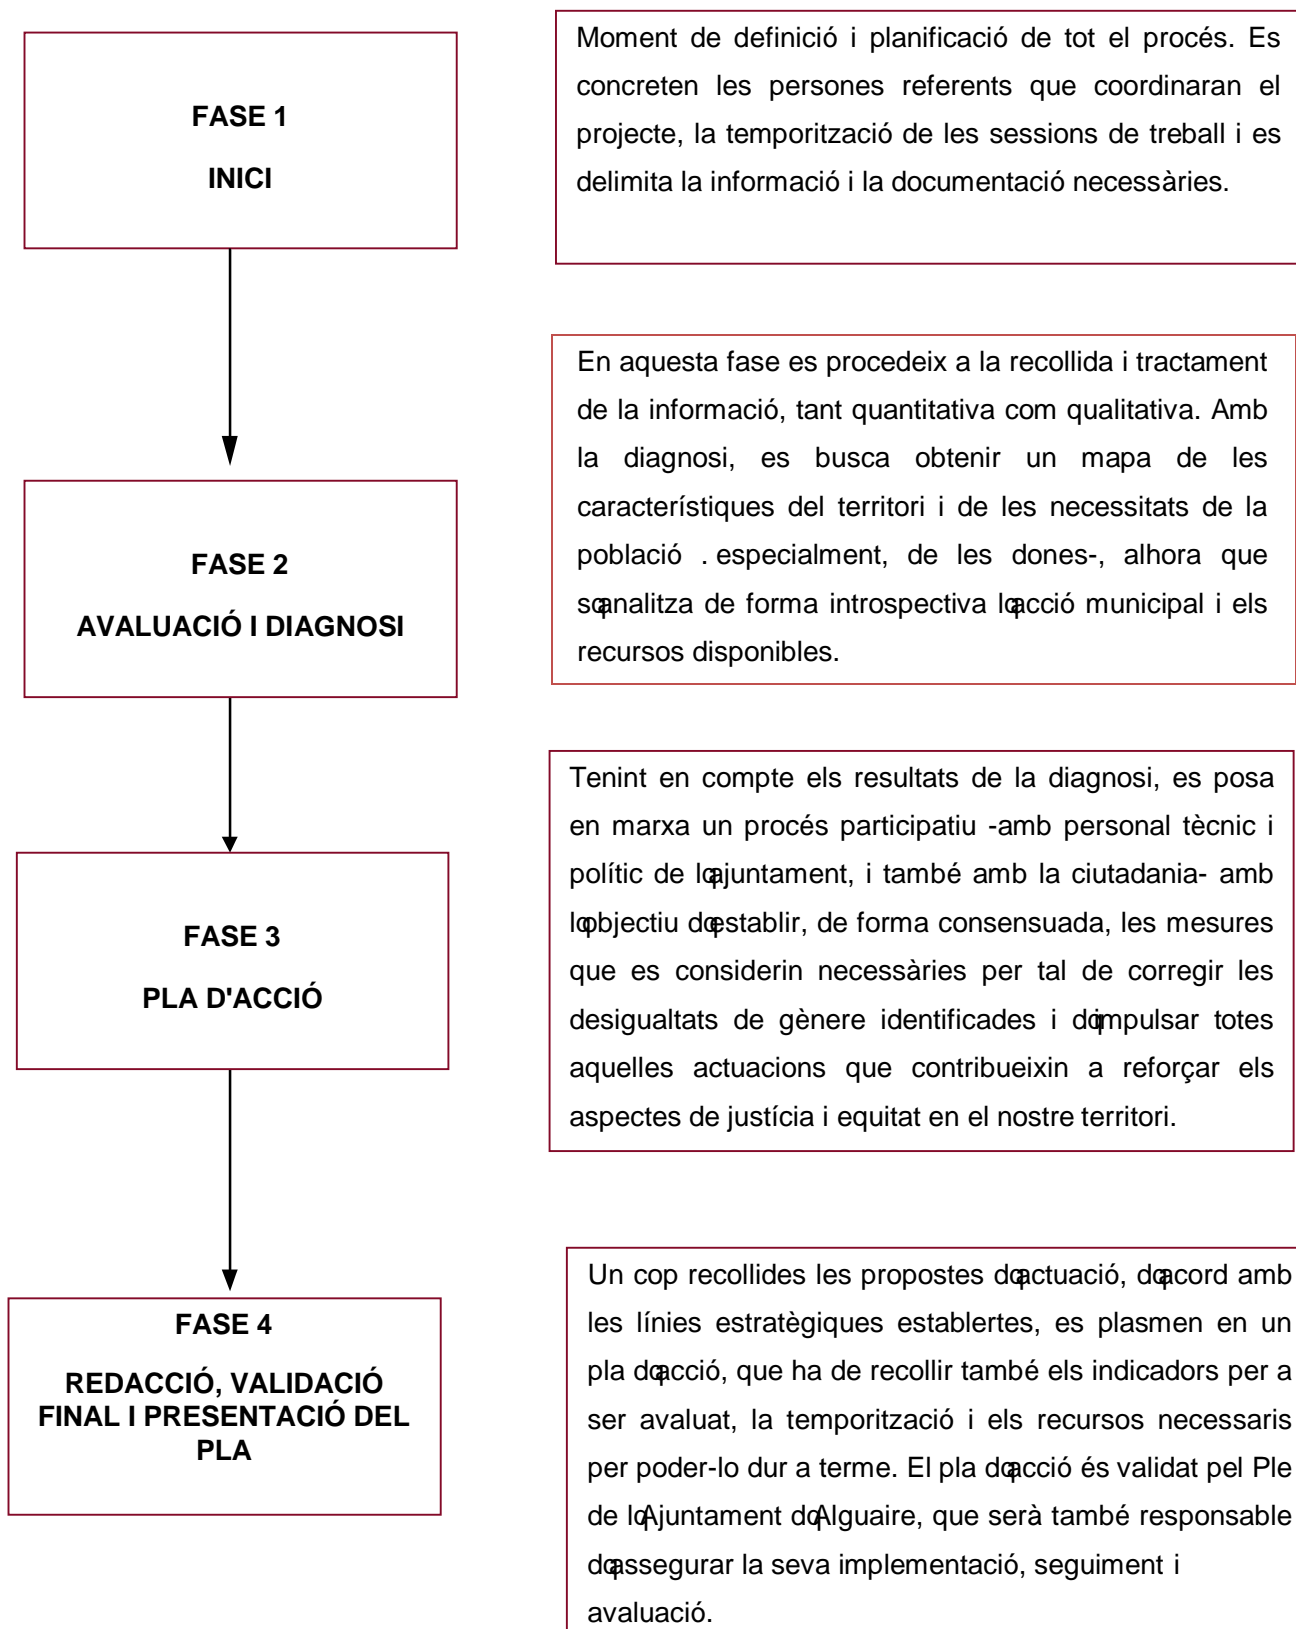 FASE 1
INICI
Moment de definició i planificació de tot el procés. Es
concreten les persones referents que coordinaran el
projecte, la temporització de les sessions de treball i es
delimita la informació i la documentació necessàries.
FASE 2
AVALUACIÓ I DIAGNOSI
En aquesta fase es procedeix a la recollida i tractament
de la informació, tant quantitativa com qualitativa. Amb
la diagnosi, es busca obtenir un mapa de les
característiques del territori i de les necessitats de la
població . especialment, de les dones-, alhora que
sqanalitza de forma introspectiva lqacció municipal i els
recursos disponibles.
FASE 3
PLA D'ACCIÓ
Tenint en compte els resultats de la diagnosi, es posa
en marxa un procés participatiu -amb personal tècnic i
polític de lqajuntament, i també amb la ciutadania- amb
lqobjectiu dqestablir, de forma consensuada, les mesures
que es considerin necessàries per tal de corregir les
desigualtats de gènere identificades i dqimpulsar totes
aquelles actuacions que contribueixin a reforçar els
aspectes de justícia i equitat en el nostre territori.
FASE 4
REDACCIÓ, VALIDACIÓ
FINAL I PRESENTACIÓ DEL
PLA
Un cop recollides les propostes dqactuació, dqacord amb
les línies estratègiques establertes, es plasmen en un
pla dqacció, que ha de recollir també els indicadors per a
ser avaluat, la temporització i els recursos necessaris
per poder-lo dur a terme. El pla dqacció és validat pel Ple
de lqAjuntament dqAlguaire, que serà també responsable
dqassegurar la seva implementació, seguiment i
avaluació.